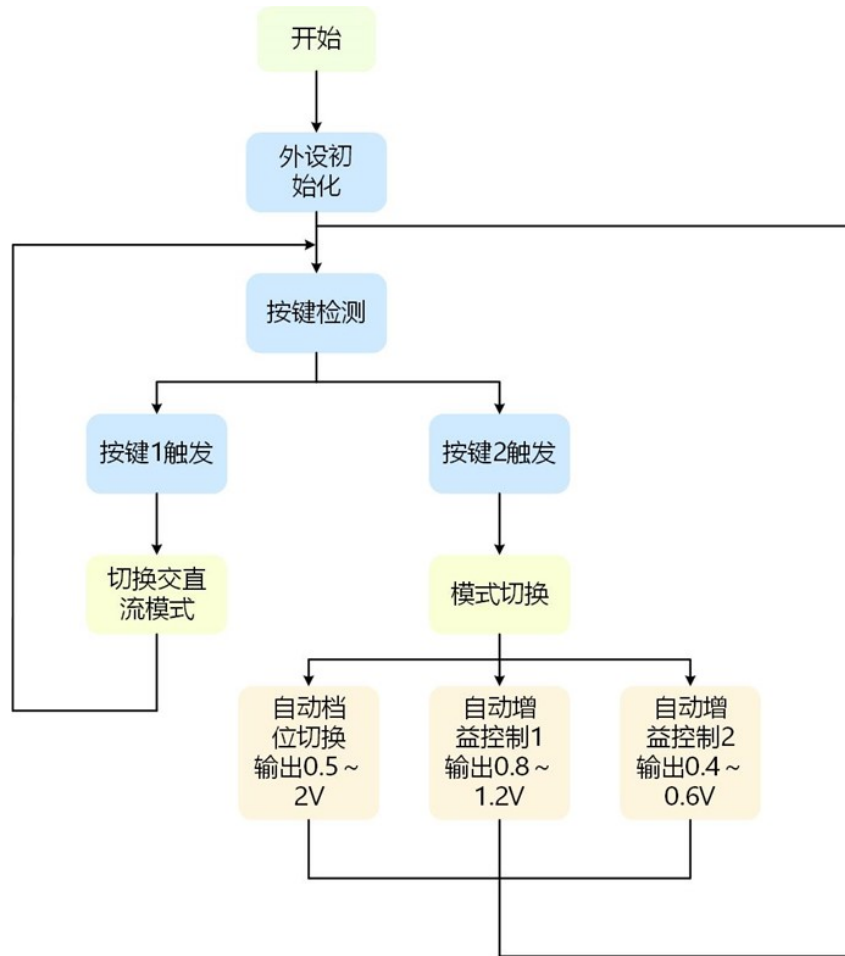 开始
外设初
始化
按键检测
按键1触发
按键2触发
切换交直
流模式
模式切换
自动档
位切换
输出0.5～
2V
自动增
益控制1
输出0.8～
1.2V
自动增
益控制2
输出0.4～
0.6V